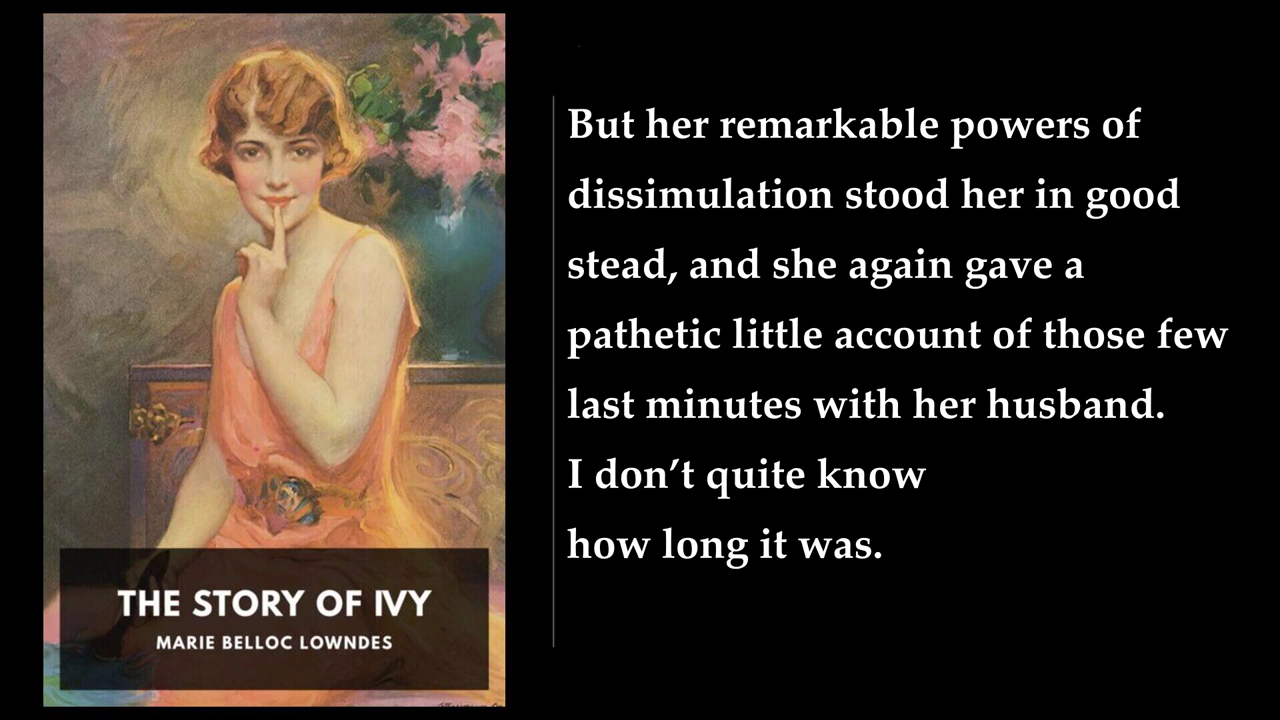 THE STORY OF IVY
MARIE BELLOC LOWNDES
But her remarkable powers of
dissimulation stood her in good
stead, and she again gave a
pathetic little account of those few
last minutes with her husband.
I don’t quite know
how long it was.